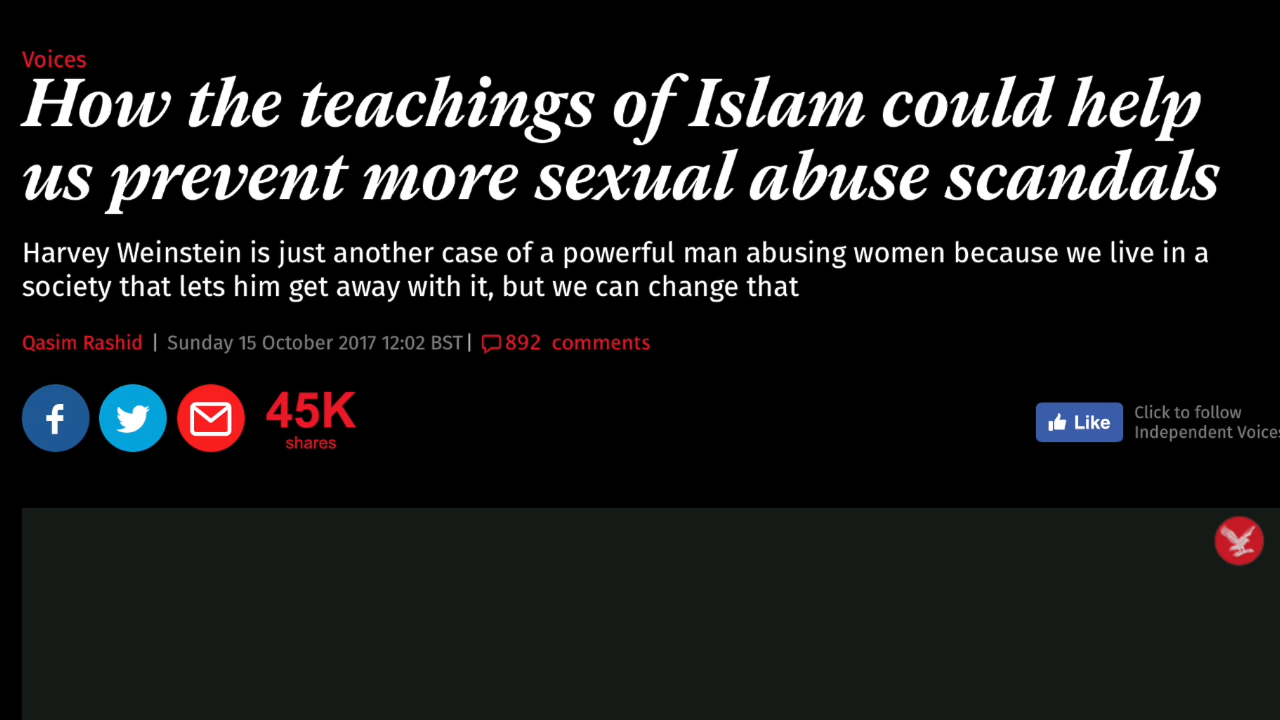 Voices
How the teachings of Islam could help
us prevent more sexual abuse scandals
Harvey Weinstein is just another case of a powerful man abusing women because we live in a
society that lets him get away with it, but we can change that
Qasim Rashid | Sunday 15 October 2017 12:02 BST | 892 comments
45K
shares
Like
Click to follow
Independent Voices